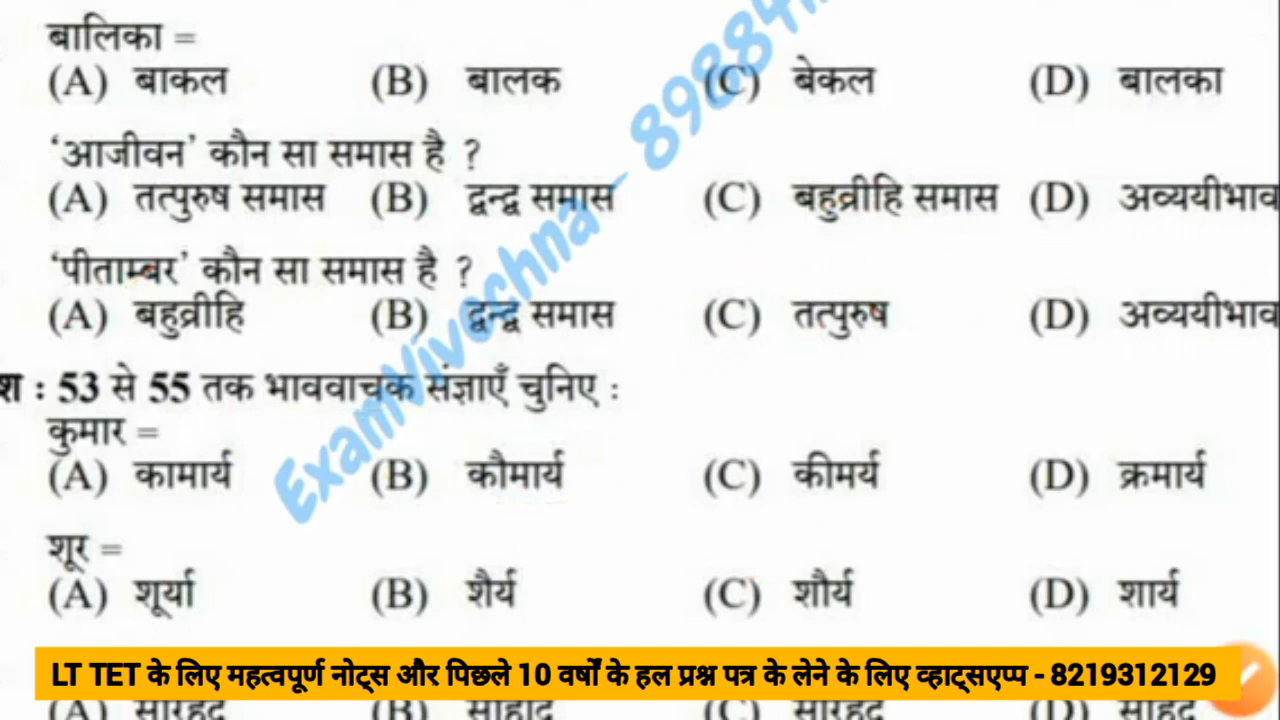 बालिका =
(A) बाकल (B) बालक (C) बेकल (D) बालका
‘आजीवन’ कौन सा समास है ?
(A) तत्पुरुष समास (B) द्वन्द्व समास (C) बहुव्रीहि समास (D) अव्ययीभाव
‘पीताम्बर’ कौन सा समास है ?
(A) बहुव्रीहि (B) द्वन्द्व समास (C) तत्पुरुष (D) अव्ययीभाव
श : 53 से 55 तक भाववाचक संज्ञाएँ चुनिए :
कुमार =
(A) कामार्य (B) कौमार्य (C) कीमर्य (D) क्रमार्य
शूर =
(A) शूर्या (B) शैर्य (C) शौर्य (D) शार्य
ExamVivechna - 89884
LT TET के लिए महत्वपूर्ण नोट्स और पिछले 10 वर्षों के हल प्रश्न पत्र के लेने के लिए व्हाट्सएप्प - 8219312129
(A) (B) (C) (D)